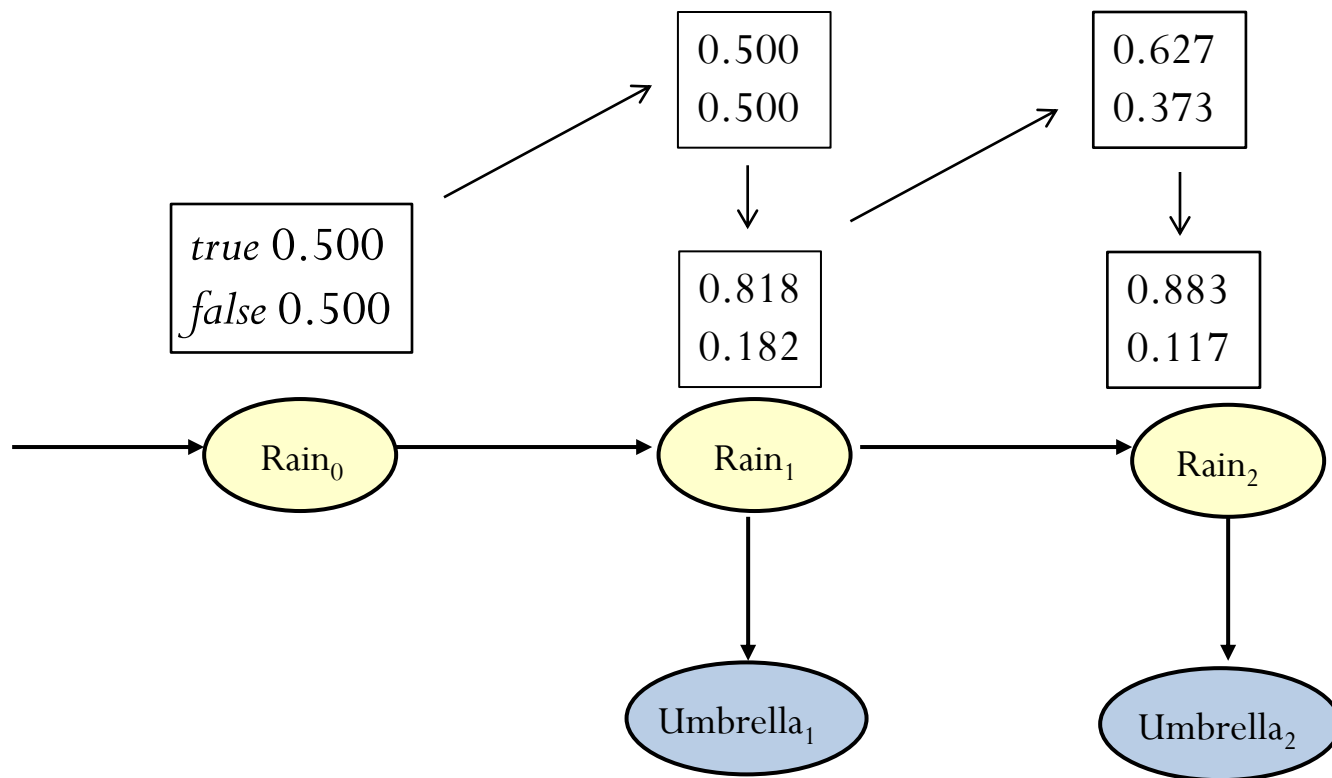 0.500
0.500
0.627
0.373
true 0.500
false 0.500
0.818
0.182
0.883
0.117
Rain₀
Rain₁
Rain₂
Umbrella₁
Umbrella₂